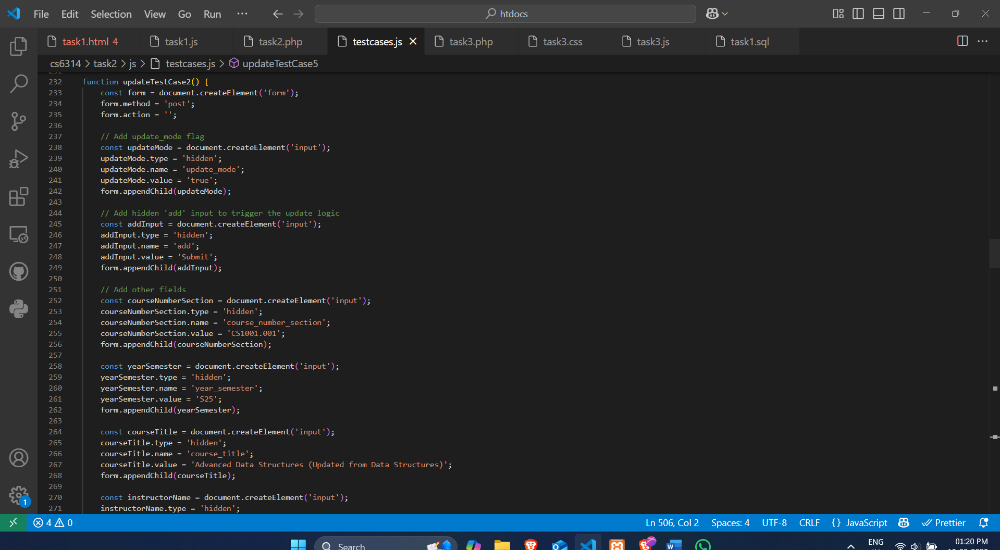 File Edit Selection View Go Run ··· htdocs
task1.html 4 task1.js task2.php testcases.js task3.php task3.css task3.js task1.sql
cs6314 > task2 > js > testcases.js > updateTestCase5
232 function updateTestCase2() {
233 const form = document.createElement('form');
234 form.method = 'post';
235 form.action = '';
236
237 // Add update_mode flag
238 const updateMode = document.createElement('input');
239 updateMode.type = 'hidden';
240 updateMode.name = 'update_mode';
241 updateMode.value = 'true';
242 form.appendChild(updateMode);
243
244 // Add hidden 'add' input to trigger the update logic
245 const addInput = document.createElement('input');
246 addInput.type = 'hidden';
247 addInput.name = 'add';
248 addInput.value = 'Submit';
249 form.appendChild(addInput);
250
251 // Add other fields
252 const courseNumberSection = document.createElement('input');
253 courseNumberSection.type = 'hidden';
254 courseNumberSection.name = 'course_number_section';
255 courseNumberSection.value = 'CS1001.001';
256 form.appendChild(courseNumberSection);
257
258 const yearSemester = document.createElement('input');
259 yearSemester.type = 'hidden';
260 yearSemester.name = 'year_semester';
261 yearSemester.value = 'S25';
262 form.appendChild(yearSemester);
263
264 const courseTitle = document.createElement('input');
265 courseTitle.type = 'hidden';
266 courseTitle.name = 'course_title';
267 courseTitle.value = 'Advanced Data Structures (Updated from Data Structures)';
268 form.appendChild(courseTitle);
269
270 const instructorName = document.createElement('input');
271 instructorName.type = 'hidden';
1
4 0 Ln 506, Col 2 Spaces: 4 UTF-8 CRLF {} JavaScript Prettier
Search ENG 01:20 PM